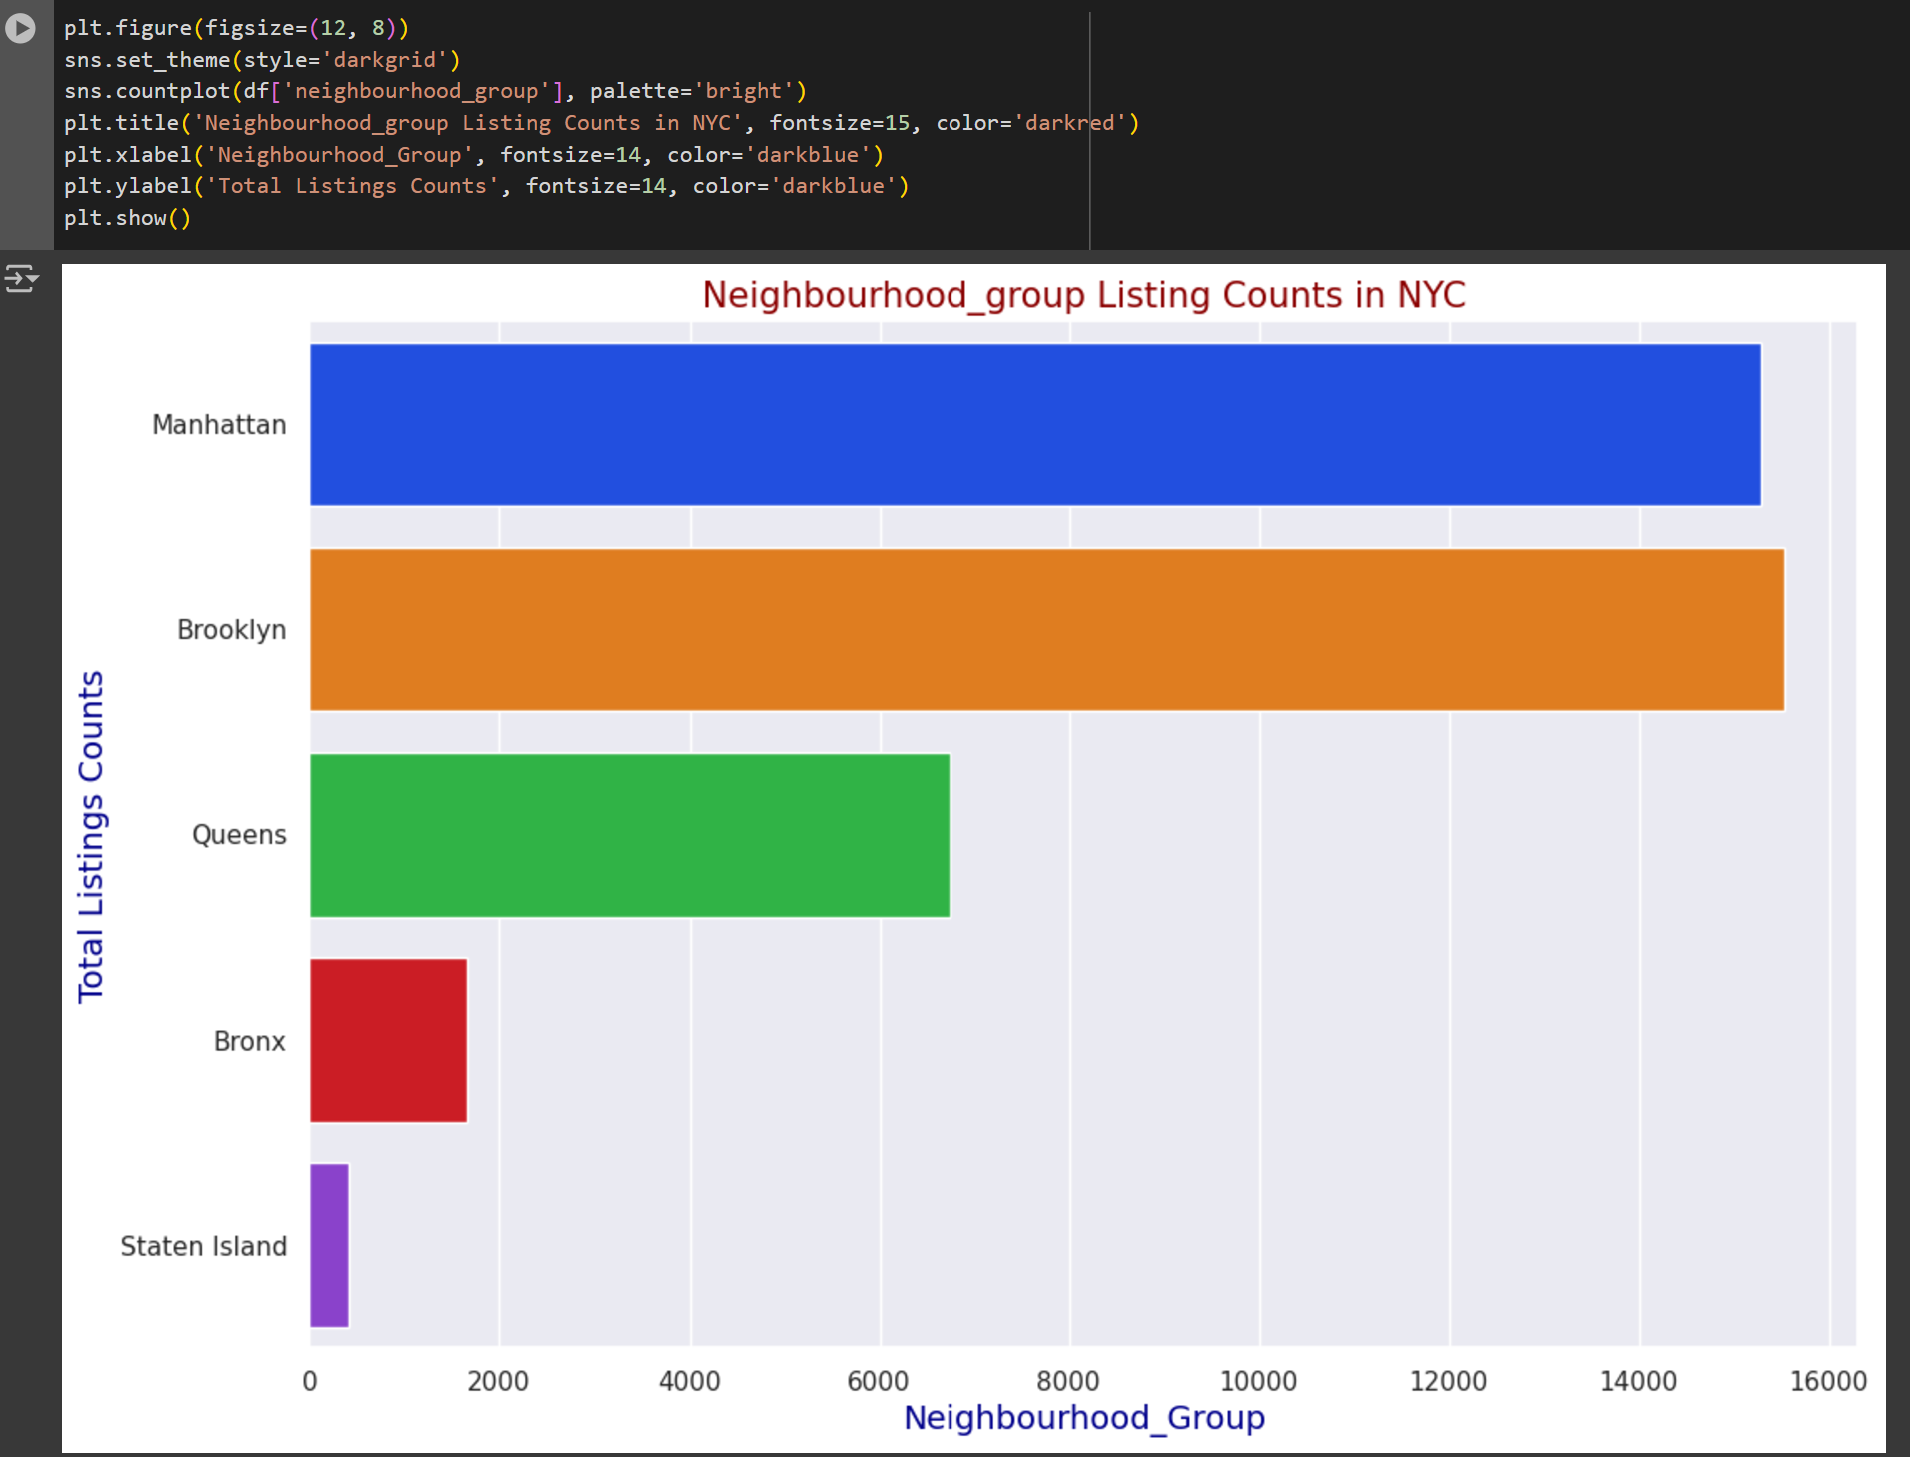 plt.figure(figsize=(12, 8))
sns.set_theme(style='darkgrid')
sns.countplot(df['neighbourhood_group'], palette='bright')
plt.title('Neighbourhood_group Listing Counts in NYC', fontsize=15, color='darkred')
plt.xlabel('Neighbourhood_Group', fontsize=14, color='darkblue')
plt.ylabel('Total Listings Counts', fontsize=14, color='darkblue')
plt.show()
Neighbourhood_group Listing Counts in NYC
Total Listings Counts
Manhattan
Brooklyn
Queens
Bronx
Staten Island
0 2000 4000 6000 8000 10000 12000 14000 16000
Neighbourhood_Group